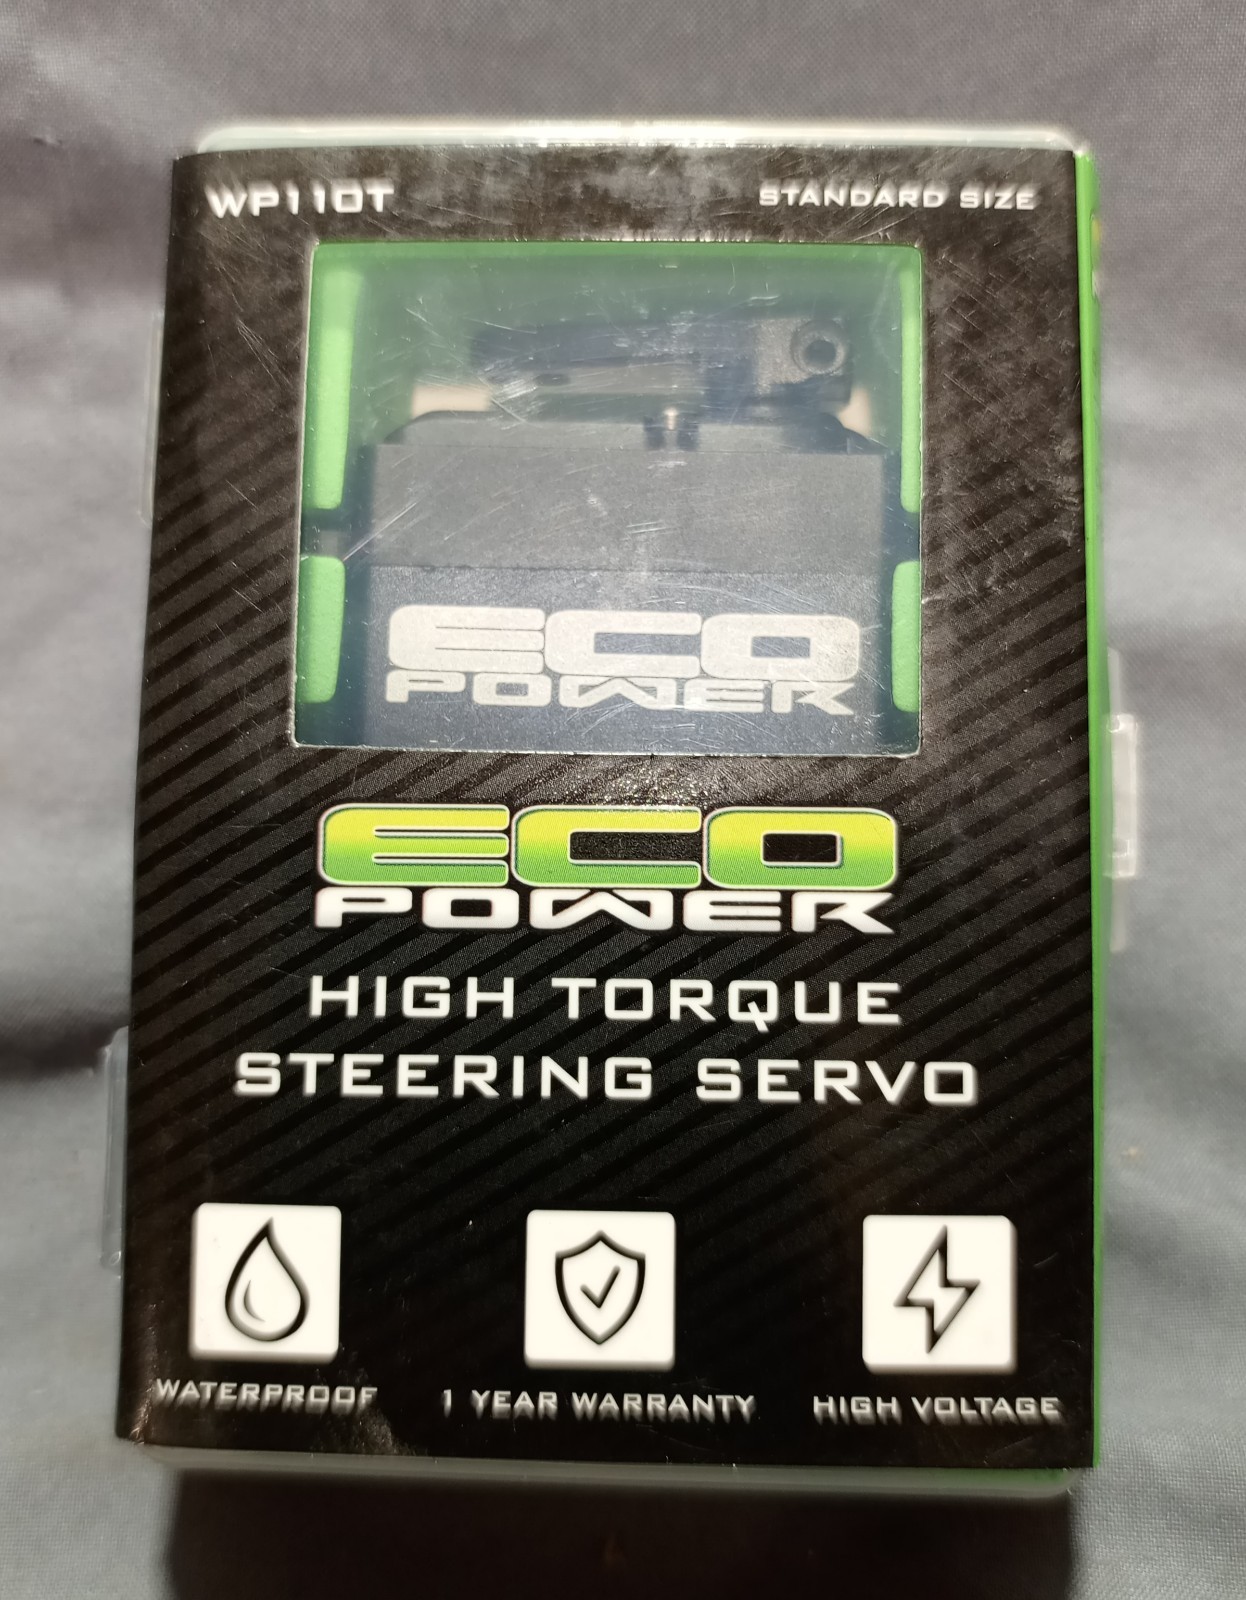 WP110T
STANDARD SIZE
ECO
POWER
ECO
POWER
HIGH TORQUE
STEERING SERVO
WATERPROOF
1 YEAR WARRANTY
HIGH VOLTAGE